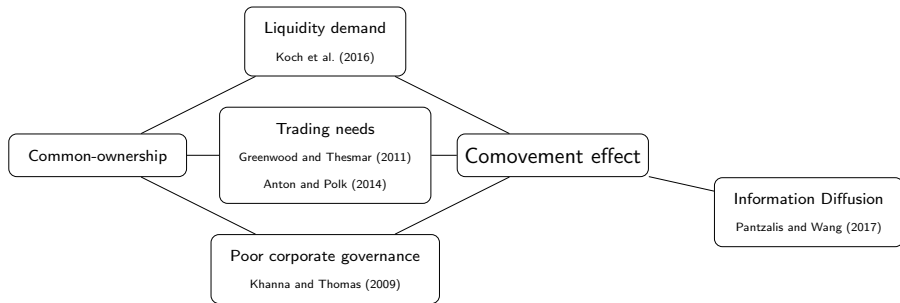 Liquidity demand
Koch et al. (2016)
Common-ownership
Trading needs
Greenwood and Thesmar (2011)
Anton and Polk (2014)
Comovement effect
Information Diffusion
Pantzalis and Wang (2017)
Poor corporate governance
Khanna and Thomas (2009)